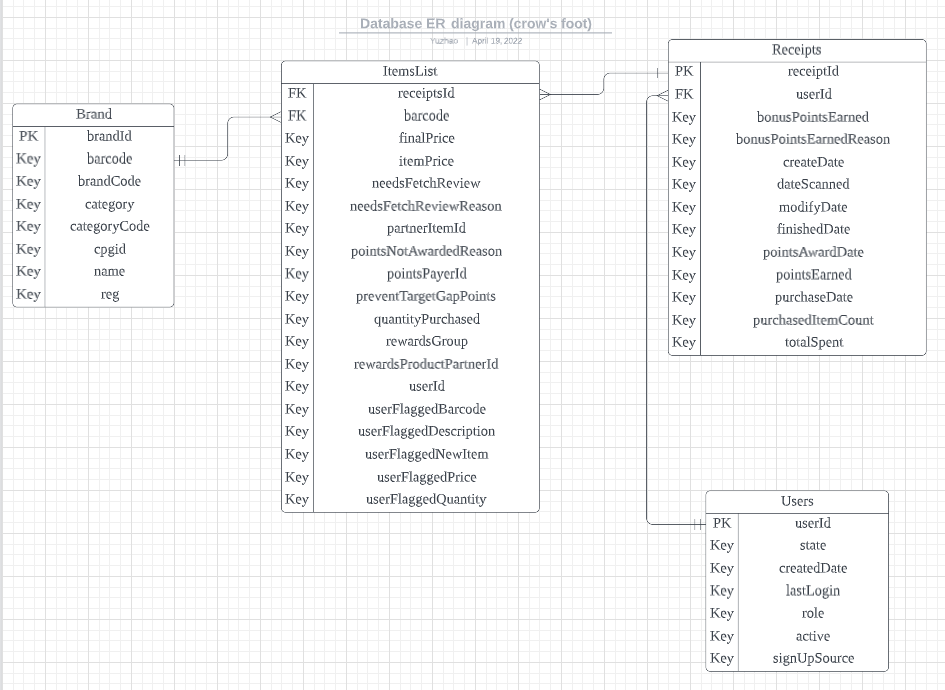 Database ER diagram (crow's foot)
Yuzhao | April 19, 2022
Brand
PK brandId
Key barcode
Key brandCode
Key category
Key categoryCode
Key cpgid
Key name
Key reg
ItemsList
FK receiptsId
FK barcode
Key finalPrice
Key itemPrice
Key needsFetchReview
Key needsFetchReviewReason
Key partnerItemId
Key pointsNotAwardedReason
Key pointsPayerId
Key preventTargetGapPoints
Key quantityPurchased
Key rewardsGroup
Key rewardsProductPartnerId
Key userId
Key userFlaggedBarcode
Key userFlaggedDescription
Key userFlaggedNewItem
Key userFlaggedPrice
Key userFlaggedQuantity
Receipts
PK receiptId
FK userId
Key bonusPointsEarned
Key bonusPointsEarnedReason
Key createDate
Key dateScanned
Key modifyDate
Key finishedDate
Key pointsAwardDate
Key pointsEarned
Key purchaseDate
Key purchasedItemCount
Key totalSpent
Users
PK userId
Key state
Key createdDate
Key lastLogin
Key role
Key active
Key signUpSource